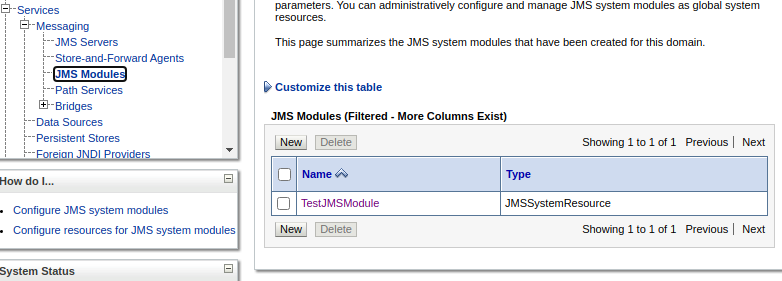 Services
Messaging
JMS Servers
Store-and-Forward Agents
JMS Modules
Path Services
Bridges
Data Sources
Persistent Stores
Foreign JNDI Providers
How do I...
Configure JMS system modules
Configure resources for JMS system modules
System Status
parameters. You can administratively configure and manage JMS system modules as global system
resources.
This page summarizes the JMS system modules that have been created for this domain.
Customize this table
JMS Modules (Filtered - More Columns Exist)
New Delete Showing 1 to 1 of 1 Previous | Next
Name Type
TestJMSModule JMSSystemResource
New Delete Showing 1 to 1 of 1 Previous | Next